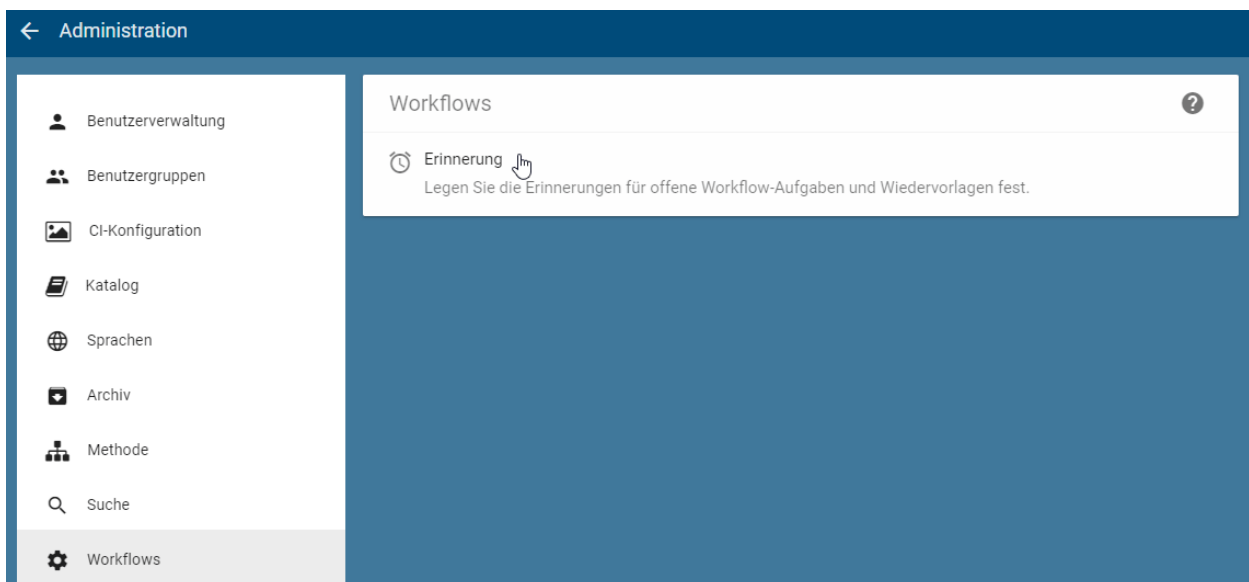 Administration
Benutzerverwaltung
Benutzergruppen
CI-Konfiguration
Katalog
Sprachen
Archiv
Methode
Suche
Workflows
Workflows
Erinnerung
Legen Sie die Erinnerungen für offene Workflow-Aufgaben und Wiedervorlagen fest.